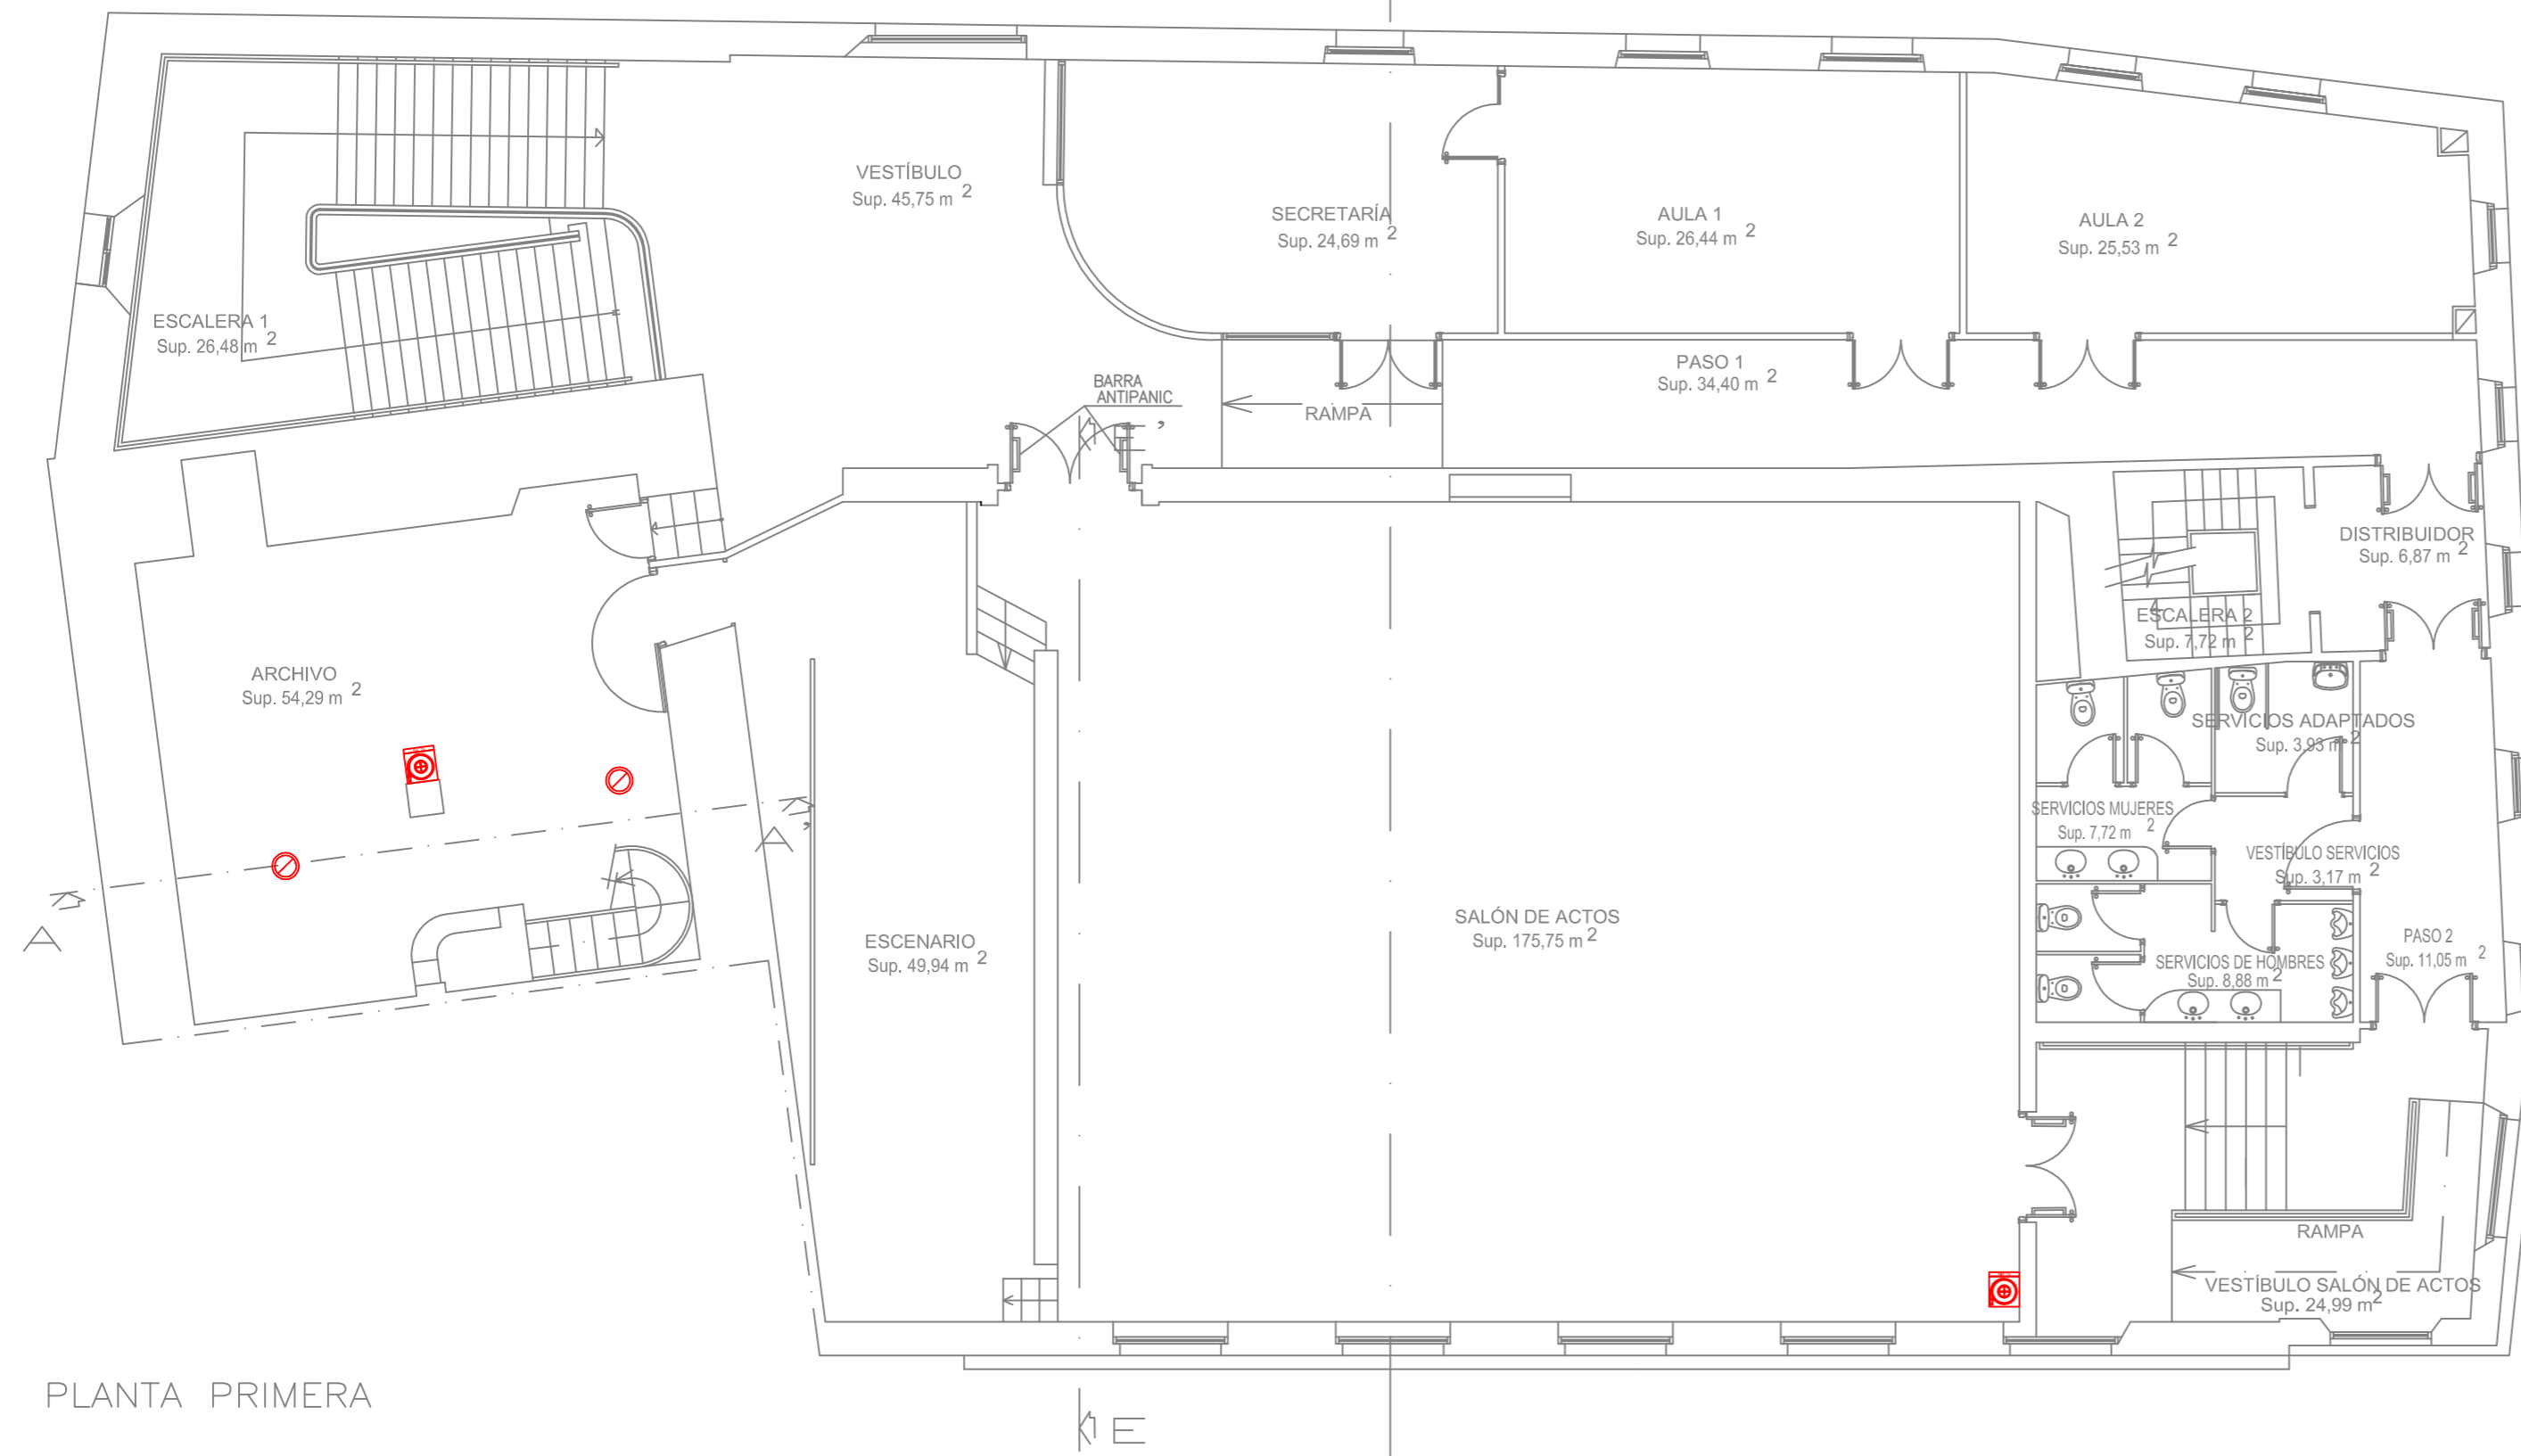 VESTÍBULO
Sup. 45,75 m 2
SECRETARÍA
Sup. 24,69 m 2
AULA 1
Sup. 26,44 m 2
AULA 2
Sup. 25,53 m 2
ESCALERA 1
Sup. 26,48 m 2
PASO 1
Sup. 34,40 m 2
BARRA
ANTIPANIC
RAMPA
E'
DISTRIBUIDOR
Sup. 6,87 m 2
ESCALERA 2
Sup. 7,72 m 2
ARCHIVO
Sup. 54,29 m 2
SERVICIOS ADAPTADOS
Sup. 3,93 m 2
SERVICIOS MUJERES
Sup. 7,72 m 2
VESTÍBULO SERVICIOS
Sup. 3,17 m 2
A'
A
ESCENARIO
Sup. 49,94 m 2
SALÓN DE ACTOS
Sup. 175,75 m 2
PASO 2
Sup. 11,05 m 2
SERVICIOS DE HOMBRES
Sup. 8,88 m 2
RAMPA
VESTÍBULO SALÓN DE ACTOS
Sup. 24,99 m 2
PLANTA PRIMERA
E